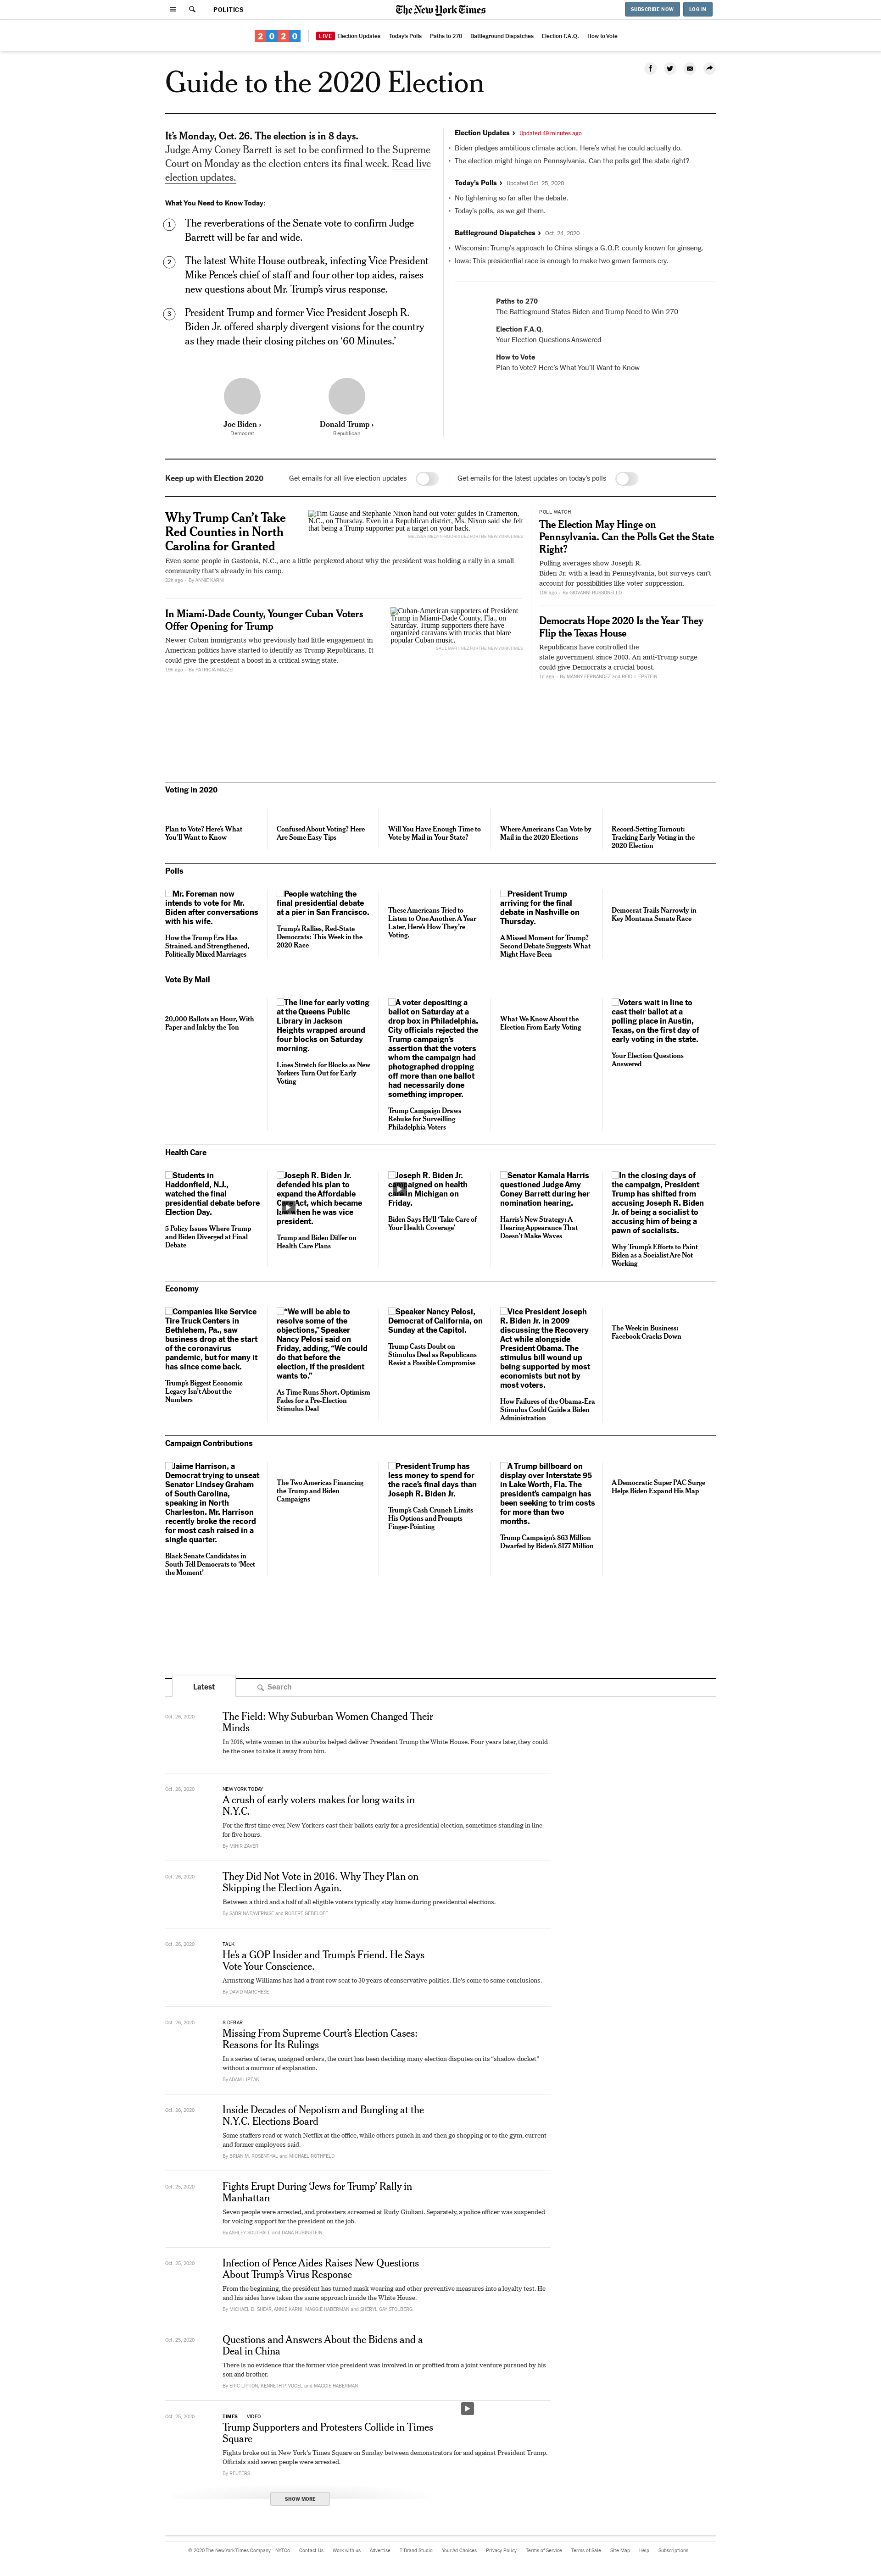 POLITICS
The New York Times
SUBSCRIBE NOW
LOG IN
2020
LIVE Election Updates
Today's Polls
Paths to 270
Battleground Dispatches
Election F.A.Q.
How to Vote
Guide to the 2020 Election
It's Monday, Oct. 26. The election is in 8 days.
Judge Amy Coney Barrett is set to be confirmed to the Supreme
Court on Monday as the election enters its final week. Read live
election updates.
What You Need to Know Today:
1 The reverberations of the Senate vote to confirm Judge
Barrett will be far and wide.
2 The latest White House outbreak, infecting Vice President
Mike Pence's chief of staff and four other top aides, raises
new questions about Mr. Trump's virus response.
3 President Trump and former Vice President Joseph R.
Biden Jr. offered sharply divergent visions for the country
as they made their closing pitches on '60 Minutes.'
Joe Biden ›
Democrat
Donald Trump ›
Republican
Election Updates › Updated 49 minutes ago
• Biden pledges ambitious climate action. Here's what he could actually do.
• The election might hinge on Pennsylvania. Can the polls get the state right?
Today's Polls › Updated Oct. 25, 2020
• No tightening so far after the debate.
• Today's polls, as we get them.
Battleground Dispatches › Oct. 24, 2020
• Wisconsin: Trump's approach to China stings a G.O.P. county known for ginseng.
• Iowa: This presidential race is enough to make two grown farmers cry.
Paths to 270
The Battleground States Biden and Trump Need to Win 270
Election F.A.Q.
Your Election Questions Answered
How to Vote
Plan to Vote? Here's What You'll Want to Know
Keep up with Election 2020
Get emails for all live election updates
Get emails for the latest updates on today's polls
Why Trump Can't Take
Red Counties in North
Carolina for Granted
Tim Gause and Stephanie Nixon hand out voter guides in Cramerton,
N.C., on Thursday. Even in a Republican district, Ms. Nixon said she felt
that being a Trump supporter put a target on your back.
MELISSA MELVIN-RODRIGUEZ FOR THE NEW YORK TIMES
Even some people in Gastonia, N.C., are a little perplexed about why the president was holding a rally in a small
community that's already in his camp.
22h ago · By ANNIE KARNI
In Miami-Dade County, Younger Cuban Voters
Offer Opening for Trump
Newer Cuban immigrants who previously had little engagement in
American politics have started to identify as Trump Republicans. It
could give the president a boost in a critical swing state.
19h ago · By PATRICIA MAZZEI
Cuban-American supporters of President
Trump in Miami-Dade County, Fla., on
Saturday. Trump supporters there have
organized caravans with trucks that blare
popular Cuban music.
SAUL MARTINEZ FOR THE NEW YORK TIMES
POLL WATCH
The Election May Hinge on
Pennsylvania. Can the Polls Get the State
Right?
Polling averages show Joseph R.
Biden Jr. with a lead in Pennsylvania, but surveys can't
account for possibilities like voter suppression.
10h ago · By GIOVANNI RUSSONELLO
Democrats Hope 2020 Is the Year They
Flip the Texas House
Republicans have controlled the
state government since 2003. An anti-Trump surge
could give Democrats a crucial boost.
1d ago · By MANNY FERNANDEZ and REID J. EPSTEIN
Voting in 2020
Plan to Vote? Here's What
You'll Want to Know
Confused About Voting? Here
Are Some Easy Tips
Will You Have Enough Time to
Vote by Mail in Your State?
Where Americans Can Vote by
Mail in the 2020 Elections
Record-Setting Turnout:
Tracking Early Voting in the
2020 Election
Polls
Mr. Foreman now
intends to vote for Mr.
Biden after conversations
with his wife.
How the Trump Era Has
Strained, and Strengthened,
Politically Mixed Marriages
People watching the
final presidential debate
at a pier in San Francisco.
Trump's Rallies, Red-State
Democrats: This Week in the
2020 Race
These Americans Tried to
Listen to One Another. A Year
Later, Here's How They're
Voting.
President Trump
arriving for the final
debate in Nashville on
Thursday.
A Missed Moment for Trump?
Second Debate Suggests What
Might Have Been
Democrat Trails Narrowly in
Key Montana Senate Race
Vote By Mail
20,000 Ballots an Hour, With
Paper and Ink by the Ton
The line for early voting
at the Queens Public
Library in Jackson
Heights wrapped around
four blocks on Saturday
morning.
Lines Stretch for Blocks as New
Yorkers Turn Out for Early
Voting
A voter depositing a
ballot on Saturday at a
drop box in Philadelphia.
City officials rejected the
Trump campaign's
assertion that the voters
whom the campaign had
photographed dropping
off more than one ballot
had necessarily done
something improper.
Trump Campaign Draws
Rebuke for Surveilling
Philadelphia Voters
What We Know About the
Election From Early Voting
Voters wait in line to
cast their ballot at a
polling place in Austin,
Texas, on the first day of
early voting in the state.
Your Election Questions
Answered
Health Care
Students in
Haddonfield, N.J.,
watched the final
presidential debate before
Election Day.
5 Policy Issues Where Trump
and Biden Diverged at Final
Debate
Joseph R. Biden Jr.
defended his plan to
expand the Affordable
Care Act, which became
law when he was vice
president.
Trump and Biden Differ on
Health Care Plans
Joseph R. Biden Jr.
campaigned on health
care in Michigan on
Friday.
Biden Says He'll 'Take Care of
Your Health Coverage'
Senator Kamala Harris
questioned Judge Amy
Coney Barrett during her
nomination hearing.
Harris's New Strategy: A
Hearing Appearance That
Doesn't Make Waves
In the closing days of
the campaign, President
Trump has shifted from
accusing Joseph R. Biden
Jr. of being a socialist to
accusing him of being a
pawn of socialists.
Why Trump's Efforts to Paint
Biden as a Socialist Are Not
Working
Economy
Companies like Service
Tire Truck Centers in
Bethlehem, Pa., saw
business drop at the start
of the coronavirus
pandemic, but for many it
has since come back.
Trump's Biggest Economic
Legacy Isn't About the
Numbers
"We will be able to
resolve some of the
objections," Speaker
Nancy Pelosi said on
Friday, adding, "We could
do that before the
election, if the president
wants to."
As Time Runs Short, Optimism
Fades for a Pre-Election
Stimulus Deal
Speaker Nancy Pelosi,
Democrat of California, on
Sunday at the Capitol.
Trump Casts Doubt on
Stimulus Deal as Republicans
Resist a Possible Compromise
Vice President Joseph
R. Biden Jr. in 2009
discussing the Recovery
Act while alongside
President Obama. The
stimulus bill wound up
being supported by most
economists but not by
most voters.
How Failures of the Obama-Era
Stimulus Could Guide a Biden
Administration
The Week in Business:
Facebook Cracks Down
Campaign Contributions
Jaime Harrison, a
Democrat trying to unseat
Senator Lindsey Graham
of South Carolina,
speaking in North
Charleston. Mr. Harrison
recently broke the record
for most cash raised in a
single quarter.
Black Senate Candidates in
South Tell Democrats to 'Meet
the Moment'
The Two Americas Financing
the Trump and Biden
Campaigns
President Trump has
less money to spend for
the race's final days than
Joseph R. Biden Jr.
Trump's Cash Crunch Limits
His Options and Prompts
Finger-Pointing
A Trump billboard on
display over Interstate 95
in Lake Worth, Fla. The
president's campaign has
been seeking to trim costs
for more than two
months.
Trump Campaign's $63 Million
Dwarfed by Biden's $177 Million
A Democratic Super PAC Surge
Helps Biden Expand His Map
Latest
Search
Oct. 26, 2020
The Field: Why Suburban Women Changed Their
Minds
In 2016, white women in the suburbs helped deliver President Trump the White House. Four years later, they could
be the ones to take it away from him.
Oct. 26, 2020
NEW YORK TODAY
A crush of early voters makes for long waits in
N.Y.C.
For the first time ever, New Yorkers cast their ballots early for a presidential election, sometimes standing in line
for five hours.
By MIHIR ZAVERI
Oct. 26, 2020
They Did Not Vote in 2016. Why They Plan on
Skipping the Election Again.
Between a third and a half of all eligible voters typically stay home during presidential elections.
By SABRINA TAVERNISE and ROBERT GEBELOFF
Oct. 26, 2020
TALK
He's a GOP Insider and Trump's Friend. He Says
Vote Your Conscience.
Armstrong Williams has had a front row seat to 30 years of conservative politics. He's come to some conclusions.
By DAVID MARCHESE
Oct. 26, 2020
SIDEBAR
Missing From Supreme Court's Election Cases:
Reasons for Its Rulings
In a series of terse, unsigned orders, the court has been deciding many election disputes on its "shadow docket"
without a murmur of explanation.
By ADAM LIPTAK
Oct. 26, 2020
Inside Decades of Nepotism and Bungling at the
N.Y.C. Elections Board
Some staffers read or watch Netflix at the office, while others punch in and then go shopping or to the gym, current
and former employees said.
By BRIAN M. ROSENTHAL and MICHAEL ROTHFELD
Oct. 25, 2020
Fights Erupt During 'Jews for Trump' Rally in
Manhattan
Seven people were arrested, and protesters screamed at Rudy Giuliani. Separately, a police officer was suspended
for voicing support for the president on the job.
By ASHLEY SOUTHALL and DANA RUBINSTEIN
Oct. 25, 2020
Infection of Pence Aides Raises New Questions
About Trump's Virus Response
From the beginning, the president has turned mask wearing and other preventive measures into a loyalty test. He
and his aides have taken the same approach inside the White House.
By MICHAEL D. SHEAR, ANNIE KARNI, MAGGIE HABERMAN and SHERYL GAY STOLBERG
Oct. 25, 2020
Questions and Answers About the Bidens and a
Deal in China
There is no evidence that the former vice president was involved in or profited from a joint venture pursued by his
son and brother.
By ERIC LIPTON, KENNETH P. VOGEL and MAGGIE HABERMAN
Oct. 25, 2020
TIMES | VIDEO
Trump Supporters and Protesters Collide in Times
Square
Fights broke out in New York's Times Square on Sunday between demonstrators for and against President Trump.
Officials said seven people were arrested.
By REUTERS
SHOW MORE
© 2020 The New York Times Company
NYTCo
Contact Us
Work with us
Advertise
T Brand Studio
Your Ad Choices
Privacy Policy
Terms of Service
Terms of Sale
Site Map
Help
Subscriptions